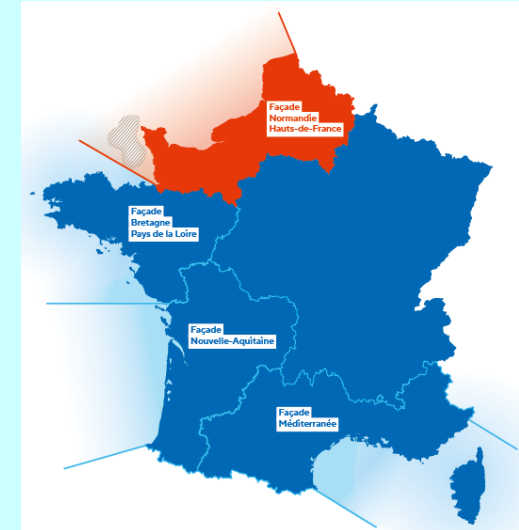 Façade
Normandie
Hauts-de-France
Façade
Bretagne
Pays de la Loire
Façade
Nouvelle-Aquitaine
Façade
Méditerranée